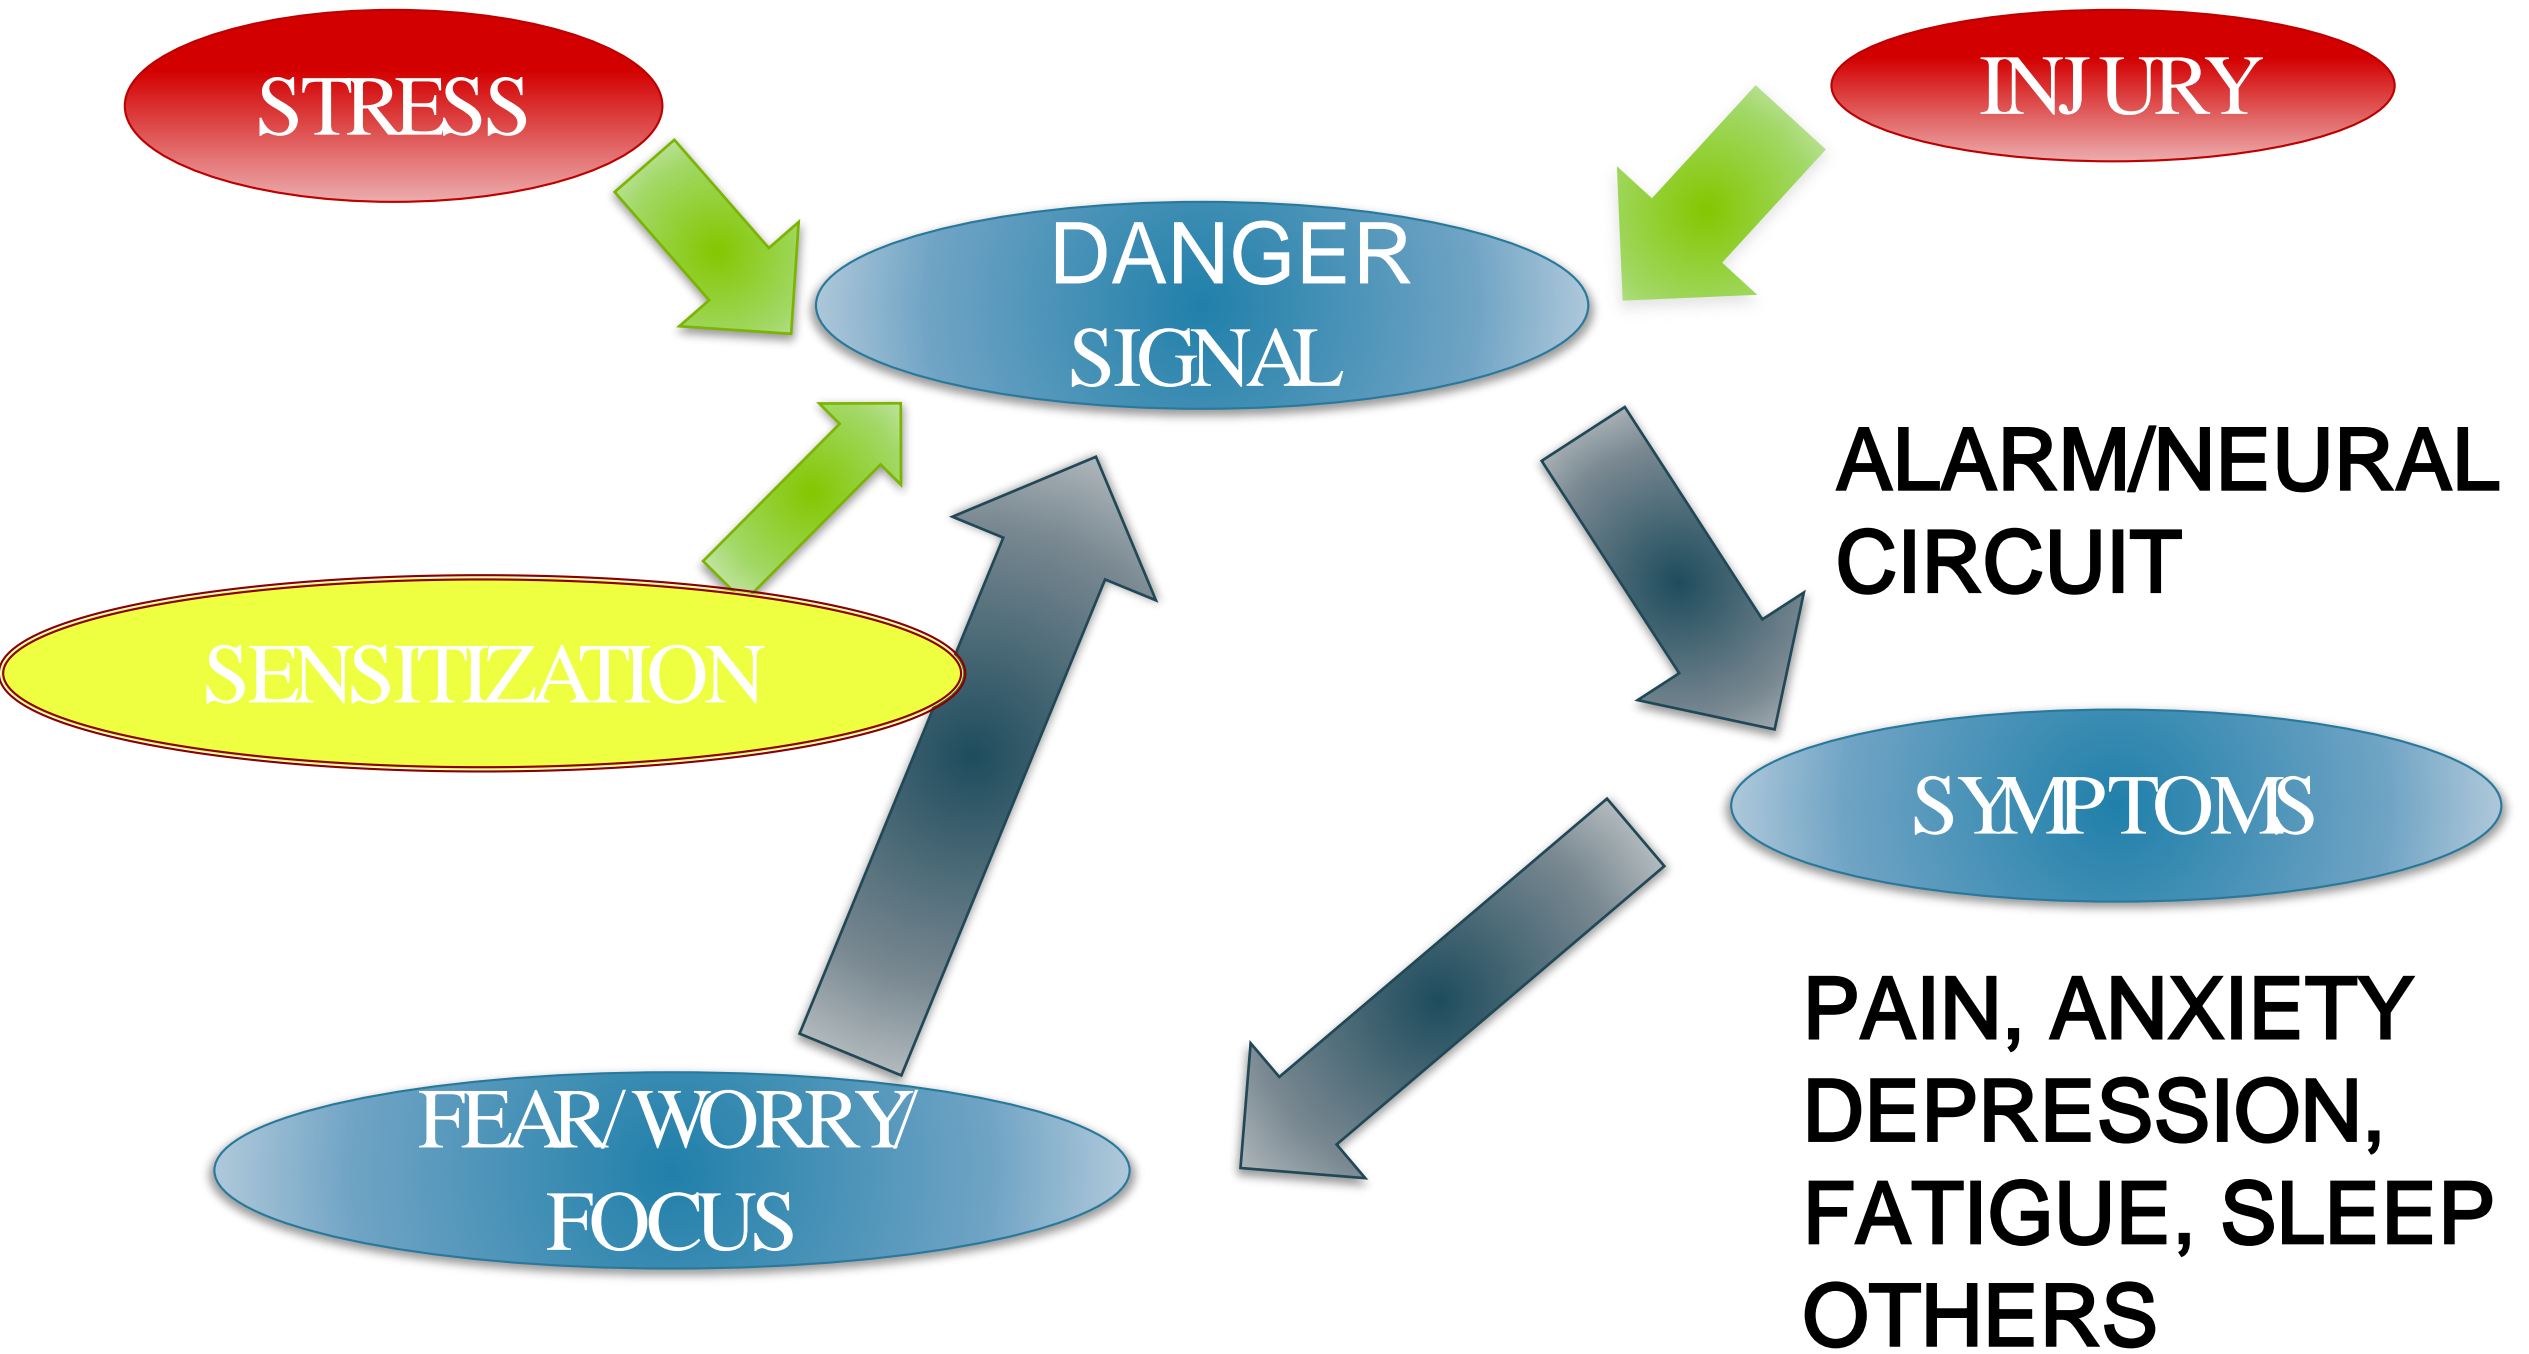 STRESS
INJURY
DANGER
SIGNAL
ALARM/NEURAL
CIRCUIT
SENSITIZATION
SYMPTOMS
PAIN, ANXIETY
DEPRESSION,
FATIGUE, SLEEP
OTHERS
FEAR/WORRY/
FOCUS